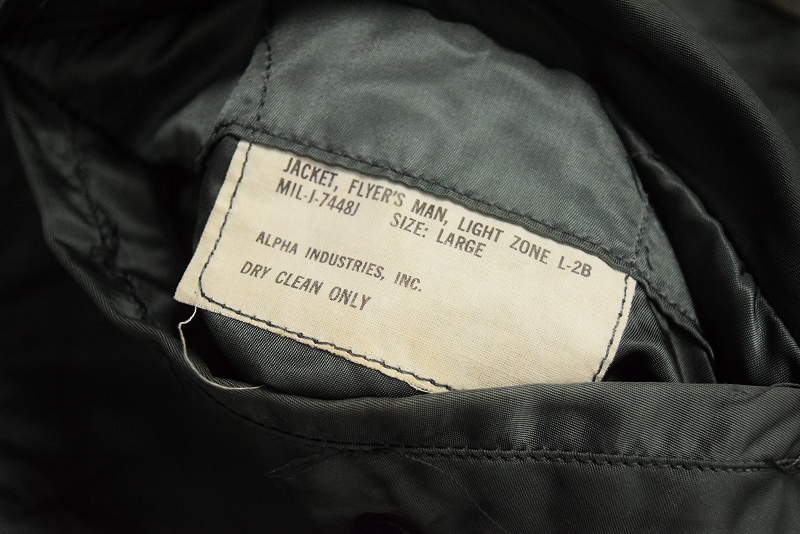 JACKET, FLYER'S MAN, LIGHT ZONE L-2B
MIL-J-7448J SIZE: LARGE
ALPHA INDUSTRIES, INC.
DRY CLEAN ONLY